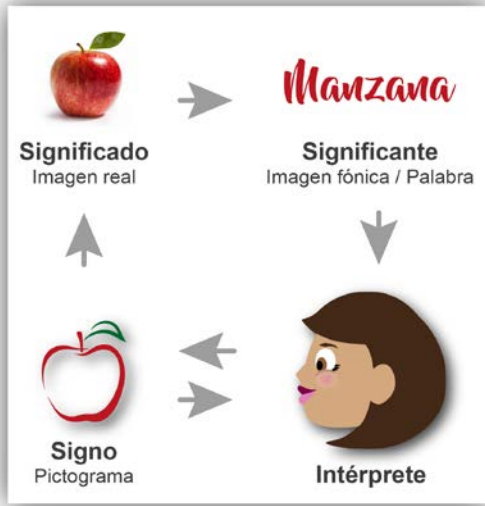 Manzana
Significado
Imagen real
Significante
Imagen fónica / Palabra
Signo
Pictograma
Intérprete